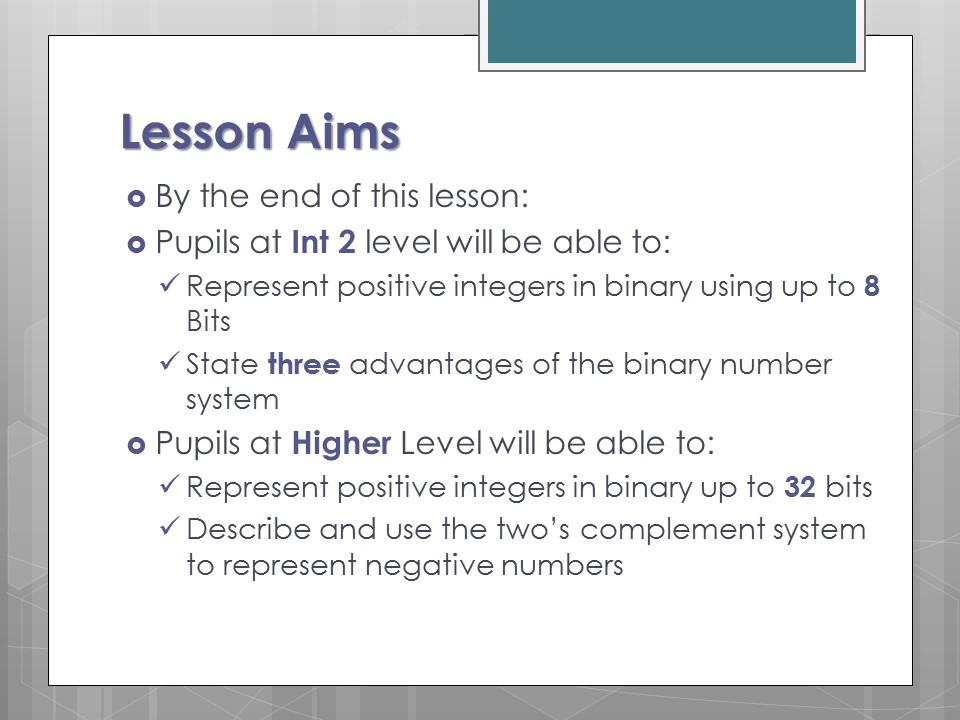 Lesson Aims
By the end of this lesson:
Pupils at Int 2 level will be able to:
Represent positive integers in binary using up to 8
Bits
State three advantages of the binary number
system
Pupils at Higher Level will be able to:
Represent positive integers in binary up to 32 bits
Describe and use the two’s complement system
to represent negative numbers